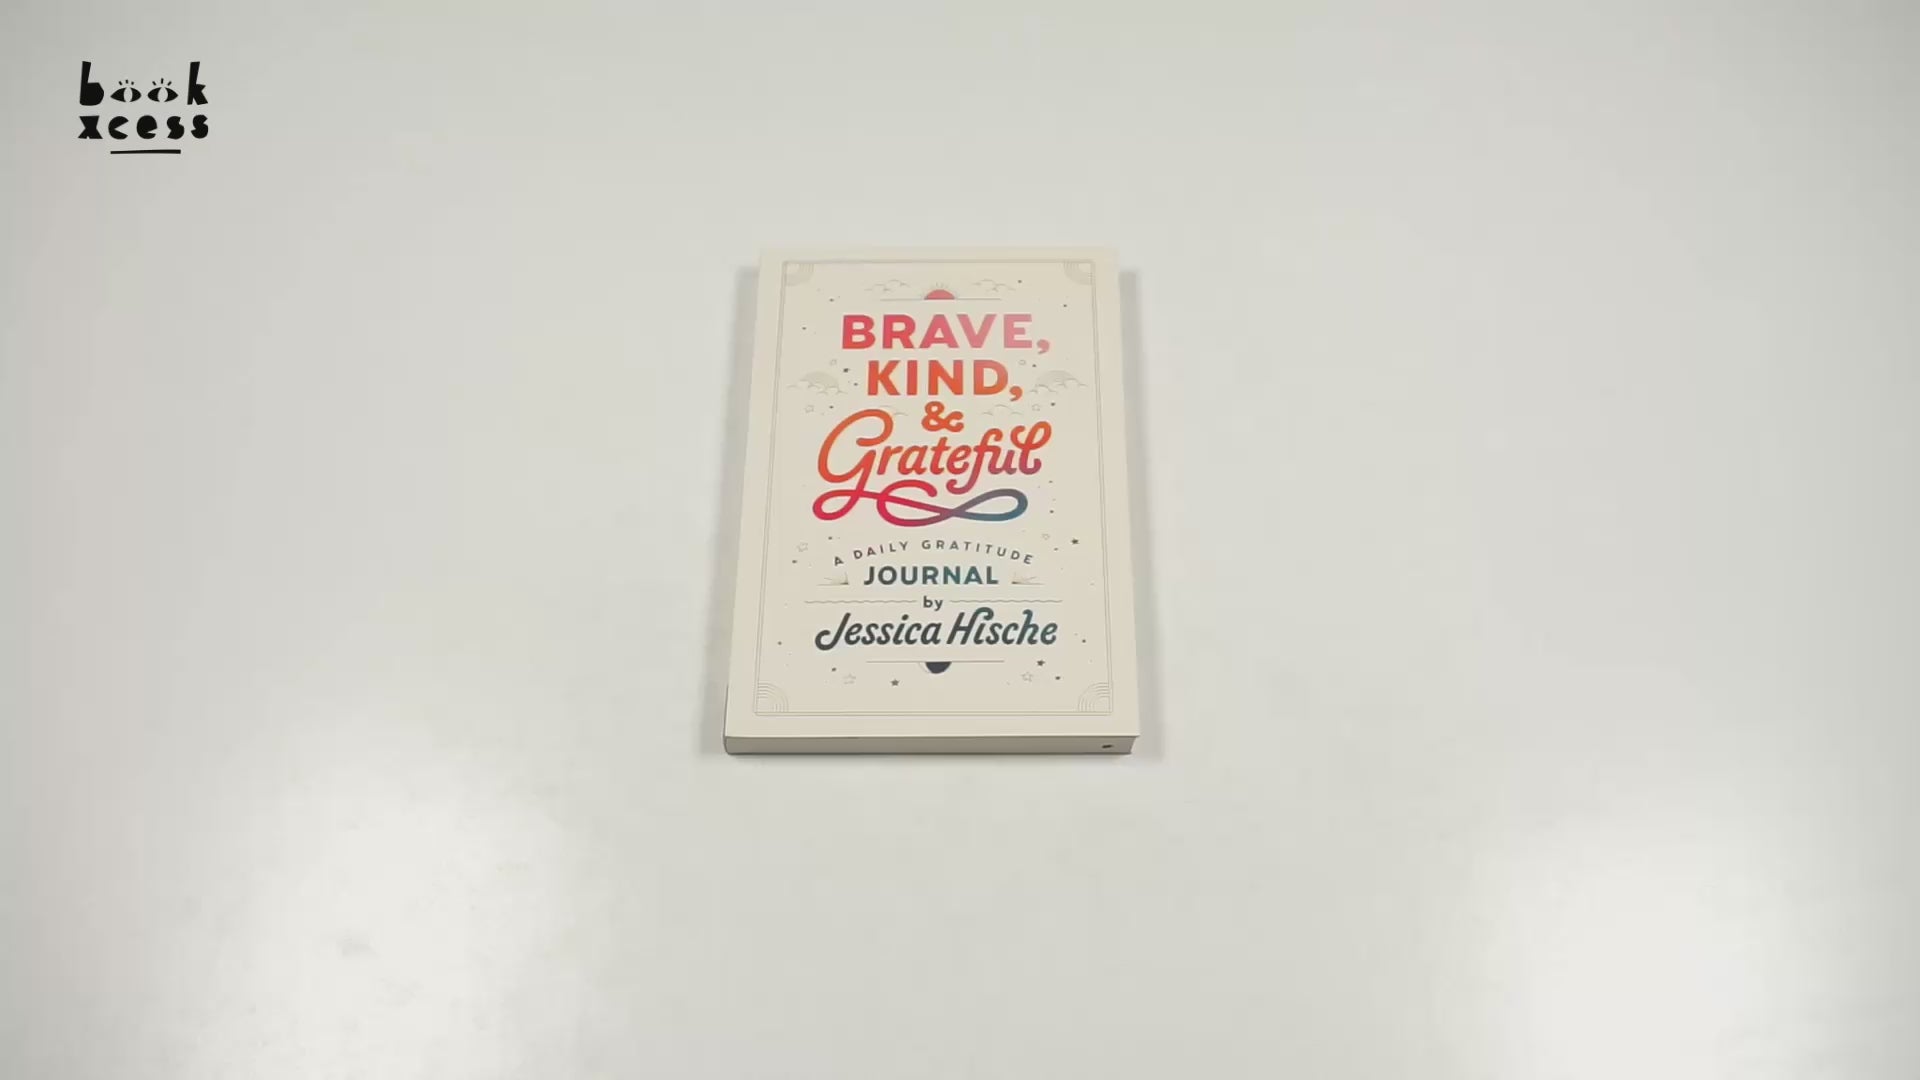 book
xcess
BRAVE,
KIND,
&
Grateful
A DAILY GRATITUDE
JOURNAL
by
Jessica Hische